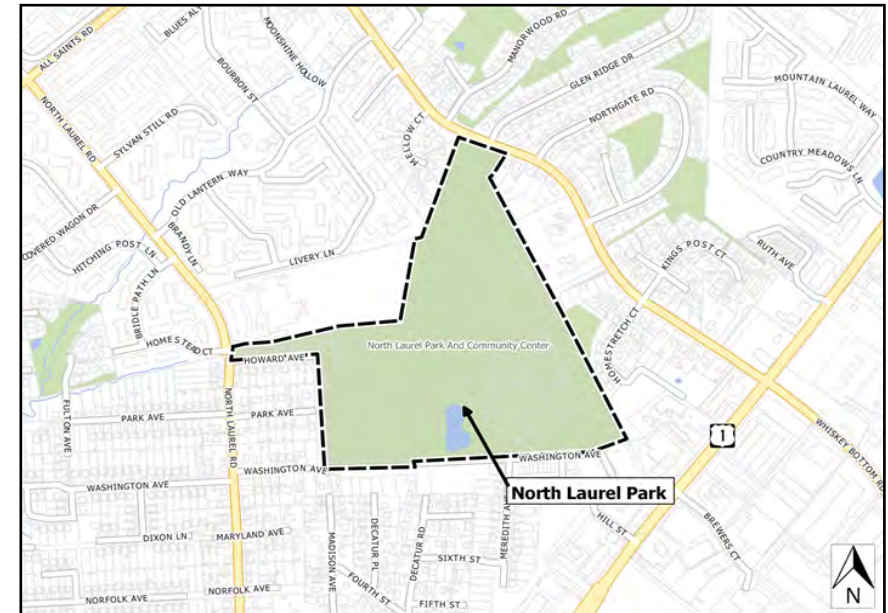 ALL SAINTS RD
BLUES AL
MOONSHINE HOLLOW
BOURBON ST
MANORWOOD RD
GLEN RIDGE DR
NORTHGATE RD
MOUNTAIN LAUREL WAY
COUNTRY MEADOWS LN
NORTH LAUREL RD
SYLVAN STILL RD
MELLOW CT
OLD LANTERN WAY
COVERED WAGON DR
BRANDY LN
HITCHING POST LN
LIVERY LN
KINGS POST CT
RUTH AVE
BRIDLE PATH LN
HOMESTEAD CT
HOWARD AVE
North Laurel Park And Community Center
HOMESTRETCH CT
FULTON AVE
PARK AVE
PARK AVE
NORTH LAUREL RD
1
WHISKEY BOTTOM RD
WASHINGTON AVE
WASHINGTON AVE
WASHINGTON AVE
North Laurel Park
MEREDITH AVE
HILL ST
BREWERS CT
DIXON LN
MARYLAND AVE
MADISON AVE
DECATUR PL
DECATUR RD
SIXTH ST
FOURTH ST
FIFTH ST
NORFOLK AVE
NORFOLK AVE
N